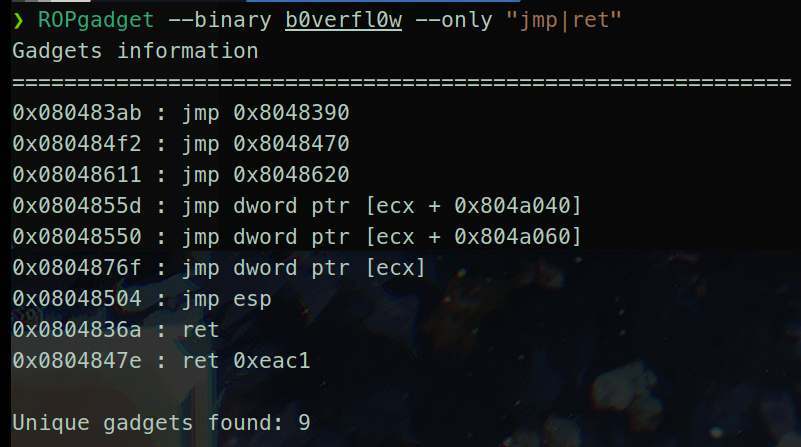 ❯ ROPgadget --binary b0verfl0w --only "jmp|ret"
Gadgets information
============================================================
0x080483ab : jmp 0x8048390
0x080484f2 : jmp 0x8048470
0x08048611 : jmp 0x8048620
0x0804855d : jmp dword ptr [ecx + 0x804a040]
0x08048550 : jmp dword ptr [ecx + 0x804a060]
0x0804876f : jmp dword ptr [ecx]
0x08048504 : jmp esp
0x0804836a : ret
0x0804847e : ret 0xeac1
Unique gadgets found: 9